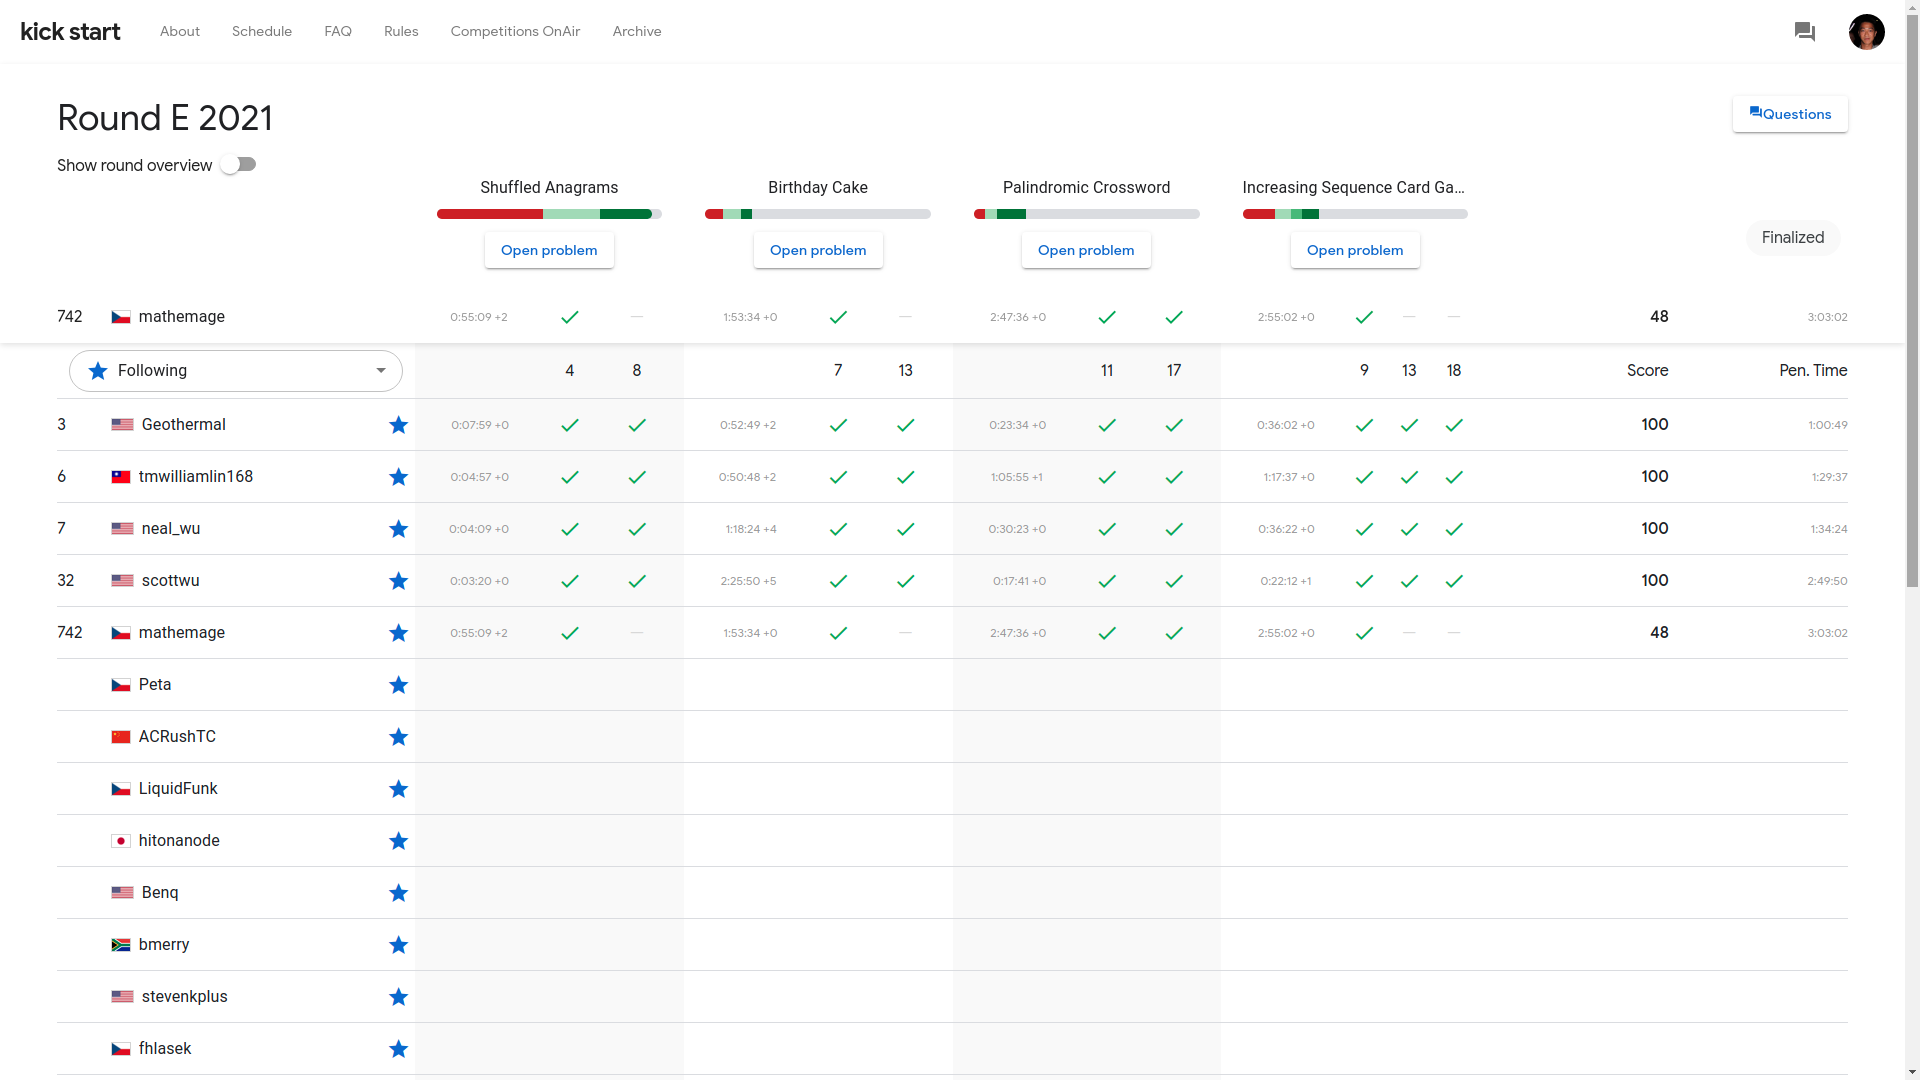 kick start About Schedule FAQ Rules Competitions OnAir Archive
Round E 2021
Questions
Show round overview
Shuffled Anagrams Birthday Cake Palindromic Crossword Increasing Sequence Card Ga...
Finalized
Open problem Open problem Open problem Open problem
742 mathemage 0:55:09 +2 — 1:53:34 +0 — 2:47:36 +0 2:55:02 +0 — — 48 3:03:02
Following 4 8 7 13 11 17 9 13 18 Score Pen. Time
3 Geothermal 0:07:59 +0 0:52:49 +2 0:23:34 +0 0:36:02 +0 100 1:00:49
6 tmwilliamlin168 0:04:57 +0 0:50:48 +2 1:05:55 +1 1:17:37 +0 100 1:29:37
7 neal_wu 0:04:09 +0 1:18:24 +4 0:30:23 +0 0:36:22 +0 100 1:34:24
32 scottwu 0:03:20 +0 2:25:50 +5 0:17:41 +0 0:22:12 +1 100 2:49:50
742 mathemage 0:55:09 +2 — 1:53:34 +0 — 2:47:36 +0 2:55:02 +0 — — 48 3:03:02
Peta
ACRushTC
LiquidFunk
hitonanode
Benq
bmerry
stevenkplus
fhlasek